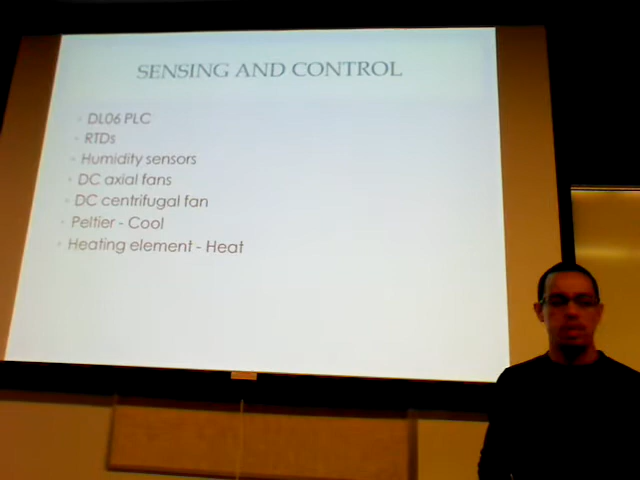 SENSING AND CONTROL
DL06 PLC
RTDs
Humidity sensors
DC axial fans
DC centrifugal fan
Peltier - Cool
Heating element - Heat